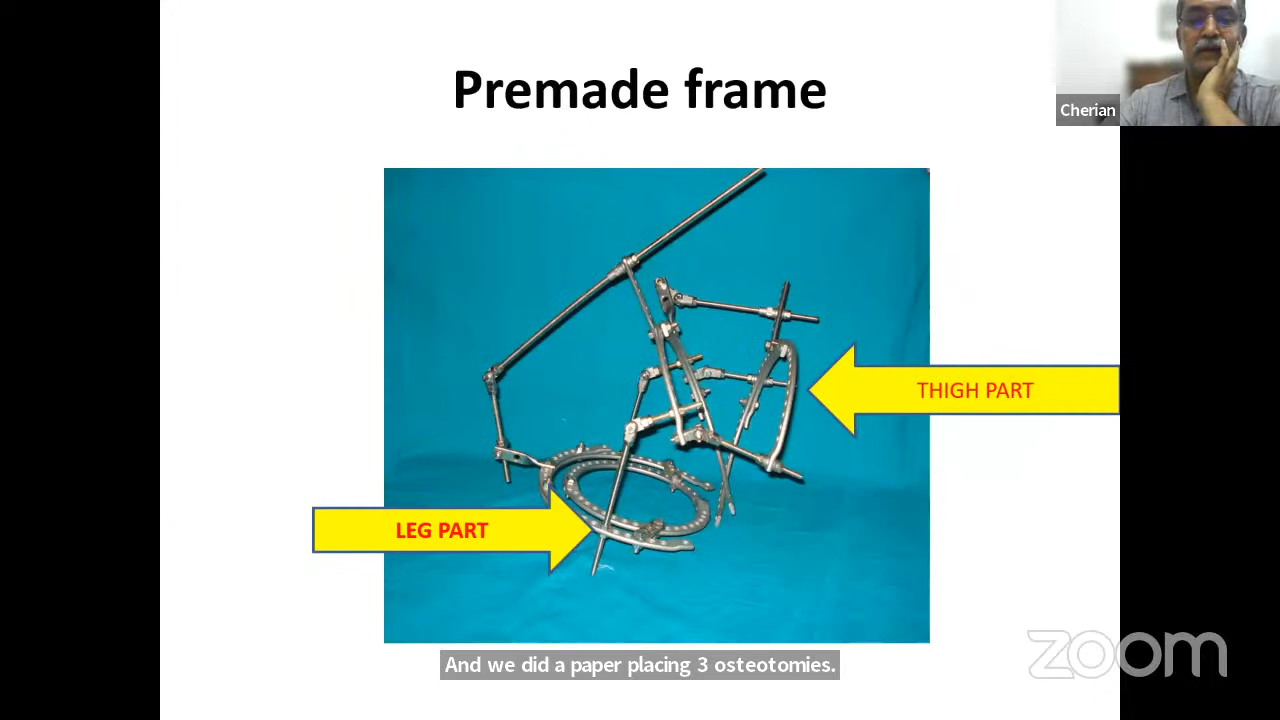 Premade frame
Cherian
THIGH PART
LEG PART
And we did a paper placing 3 osteotomies.
zoom